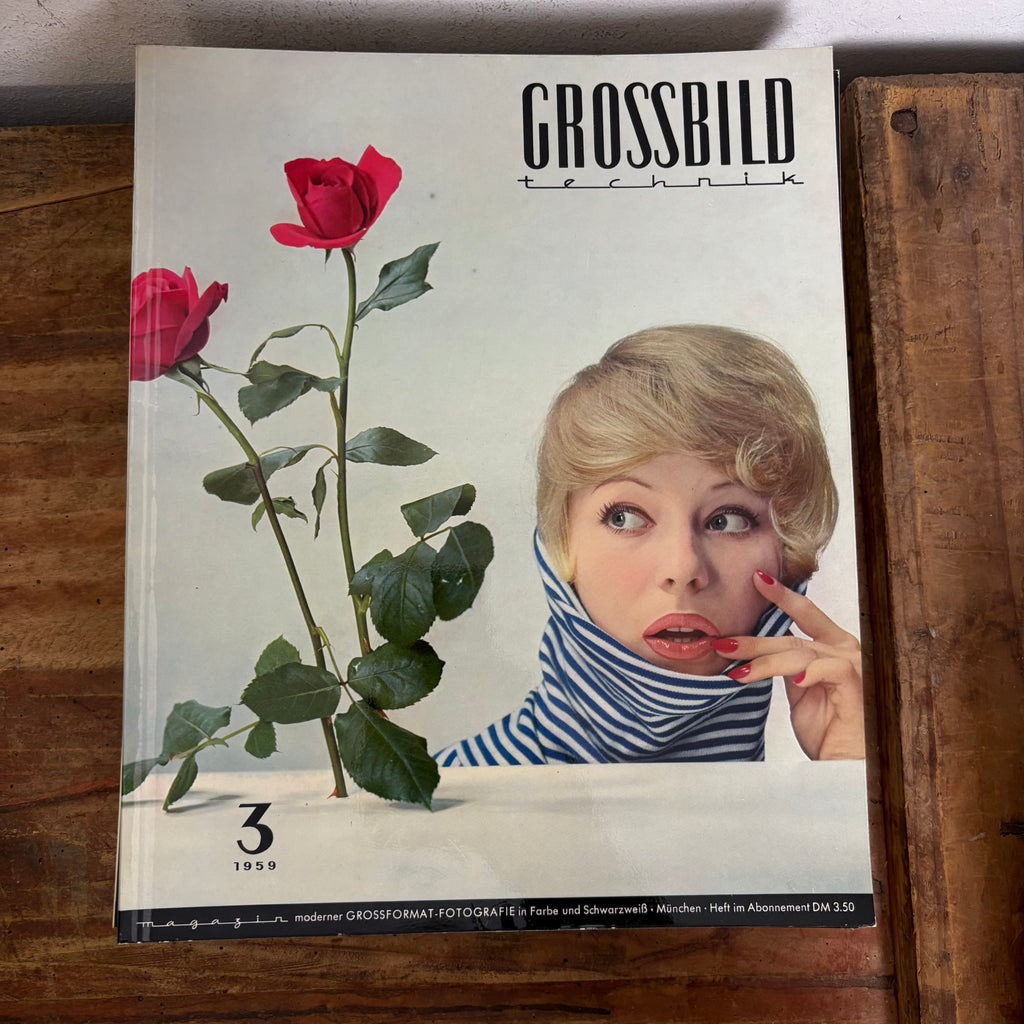 GROSSBILD
technik
3
1959
magazin moderner GROSSFORMAT-FOTOGRAFIE in Farbe und Schwarzweiß · München · Heft im Abonnement DM 3.50